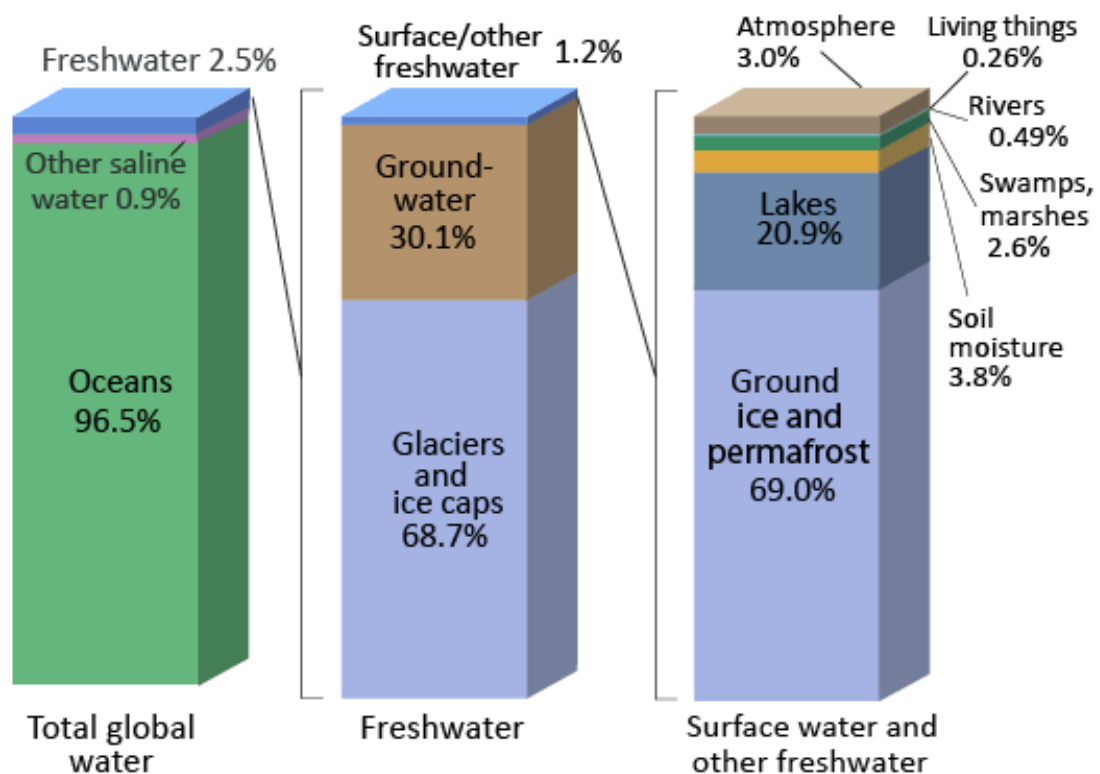 Freshwater 2.5%
Other saline
water 0.9%
Oceans
96.5%
Total global
water
Surface/other
freshwater
1.2%
Ground-
water
30.1%
Glaciers
and
ice caps
68.7%
Freshwater
Atmosphere
3.0%
Living things
0.26%
Rivers
0.49%
Swamps,
marshes
2.6%
Soil
moisture
3.8%
Lakes
20.9%
Ground
ice and
permafrost
69.0%
Surface water and
other freshwater